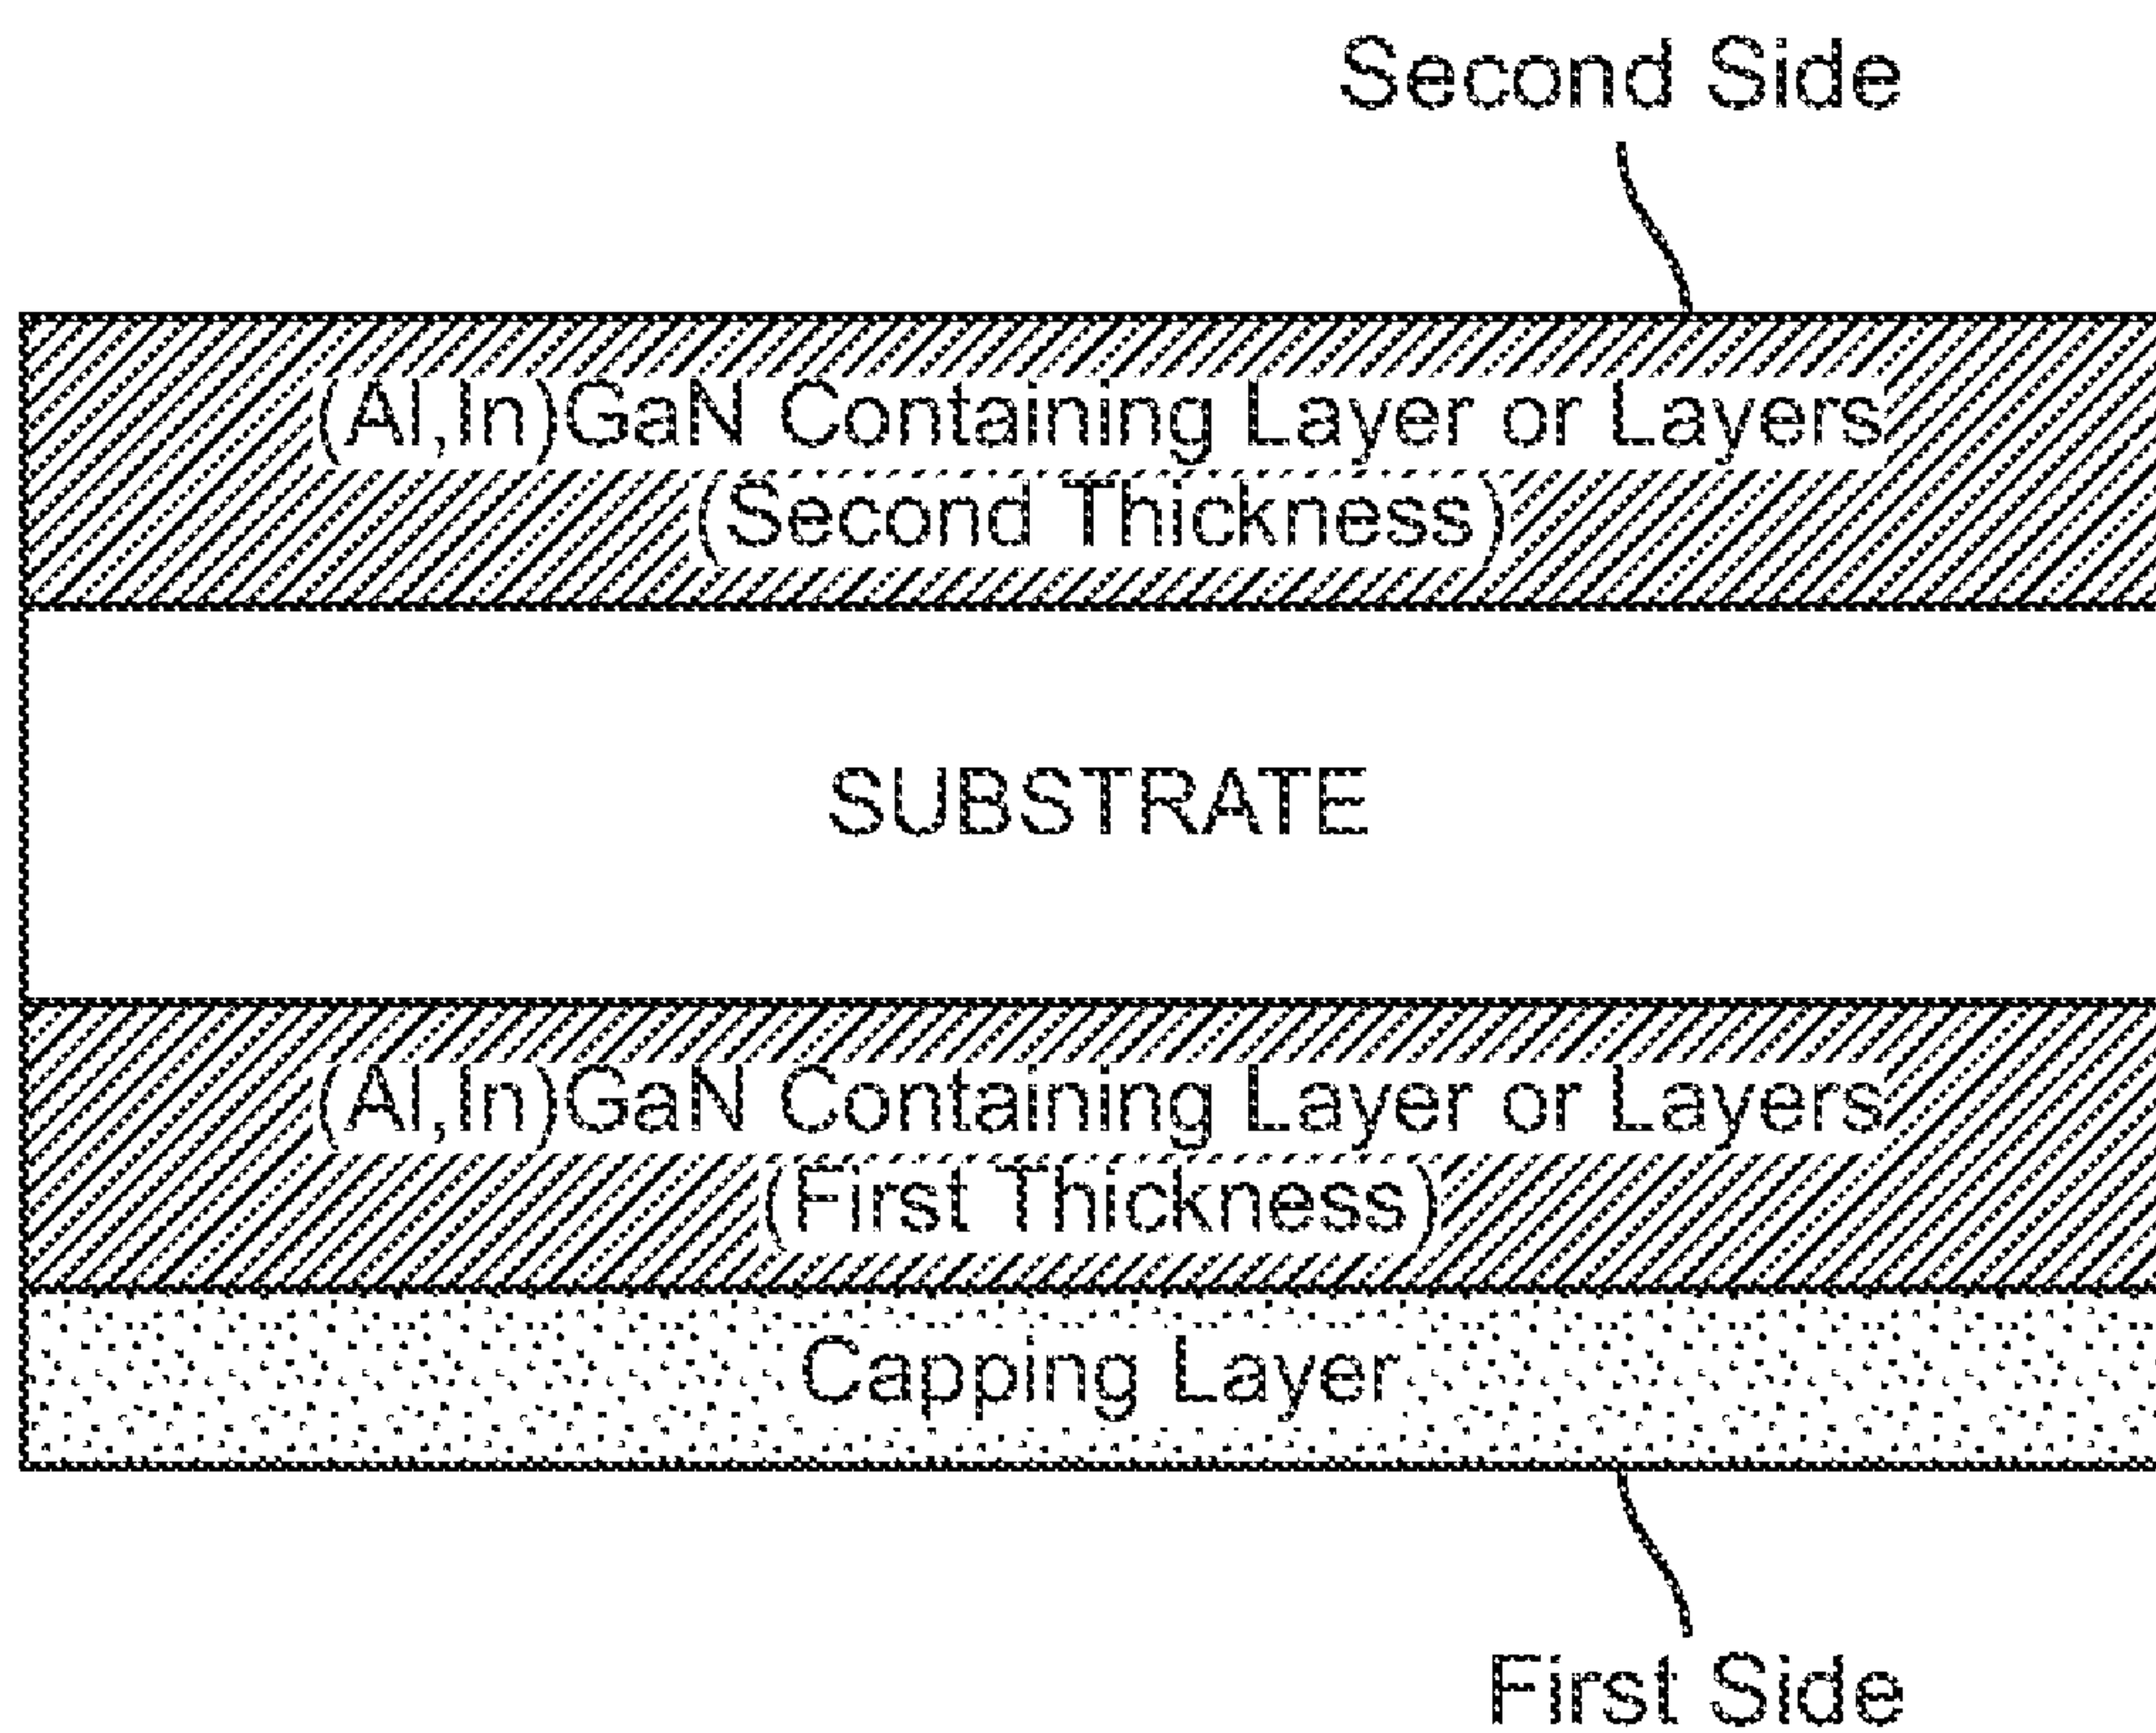 Second Side
(Al,In)GaN Containing Layer or Layers
(Second Thickness)
SUBSTRATE
(Al,In)GaN Containing Layer or Layers
(First Thickness)
Capping Layer
First Side